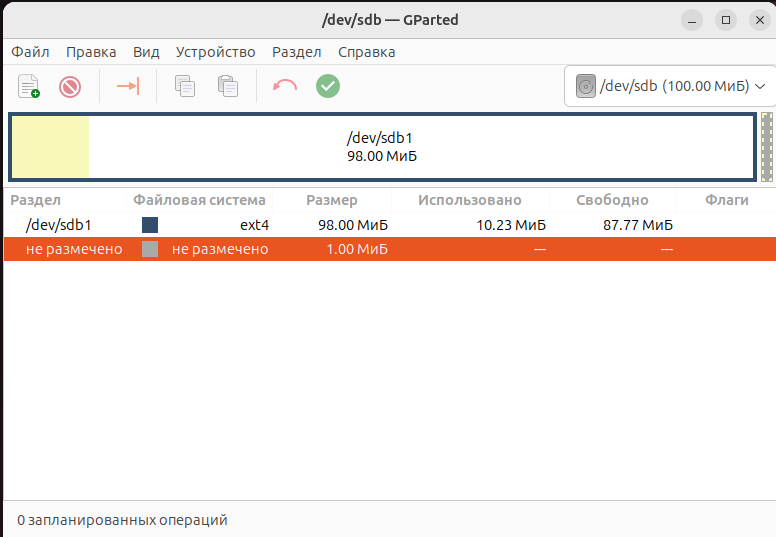 /dev/sdb — GParted
Файл Правка Вид Устройство Раздел Справка
/dev/sdb (100.00 МиБ)
/dev/sdb1
98.00 МиБ
Раздел Файловая система Размер Использовано Свободно Флаги
/dev/sdb1 ext4 98.00 МиБ 10.23 МиБ 87.77 МиБ
не размечено не размечено 1.00 МиБ --- ---
0 запланированных операций